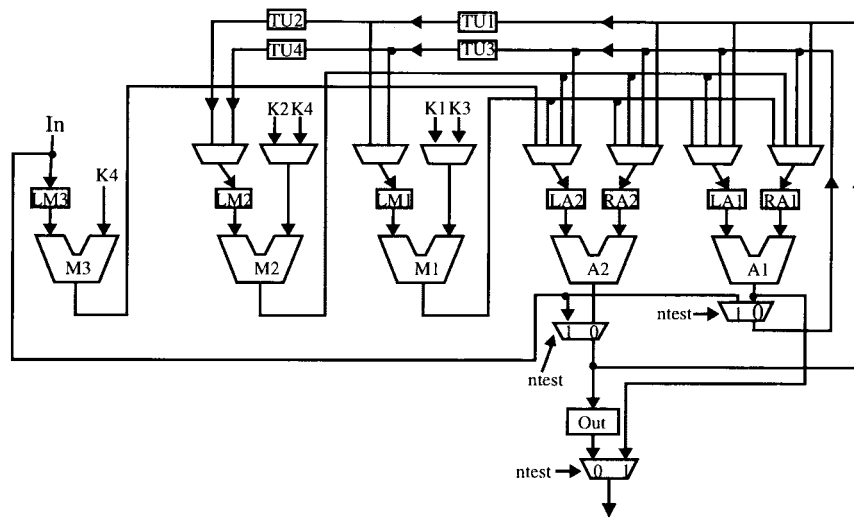 TU2 TU1
TU4 TU3
In K2 K4 K1 K3
K4
LM3 LM2 LM1 LA2 RA2 LA1 RA1
M3 M2 M1 A2 A1
ntest 1 0
1 0
ntest
Out
ntest 0 1